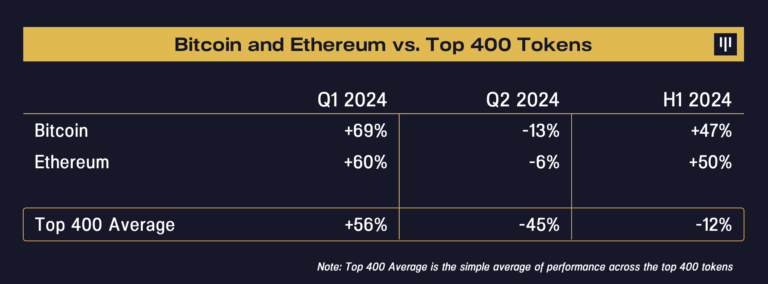 Bitcoin and Ethereum vs. Top 400 Tokens
Q1 2024 Q2 2024 H1 2024
Bitcoin +69% -13% +47%
Ethereum +60% -6% +50%
Top 400 Average +56% -45% -12%
Note: Top 400 Average is the simple average of performance across the top 400 tokens